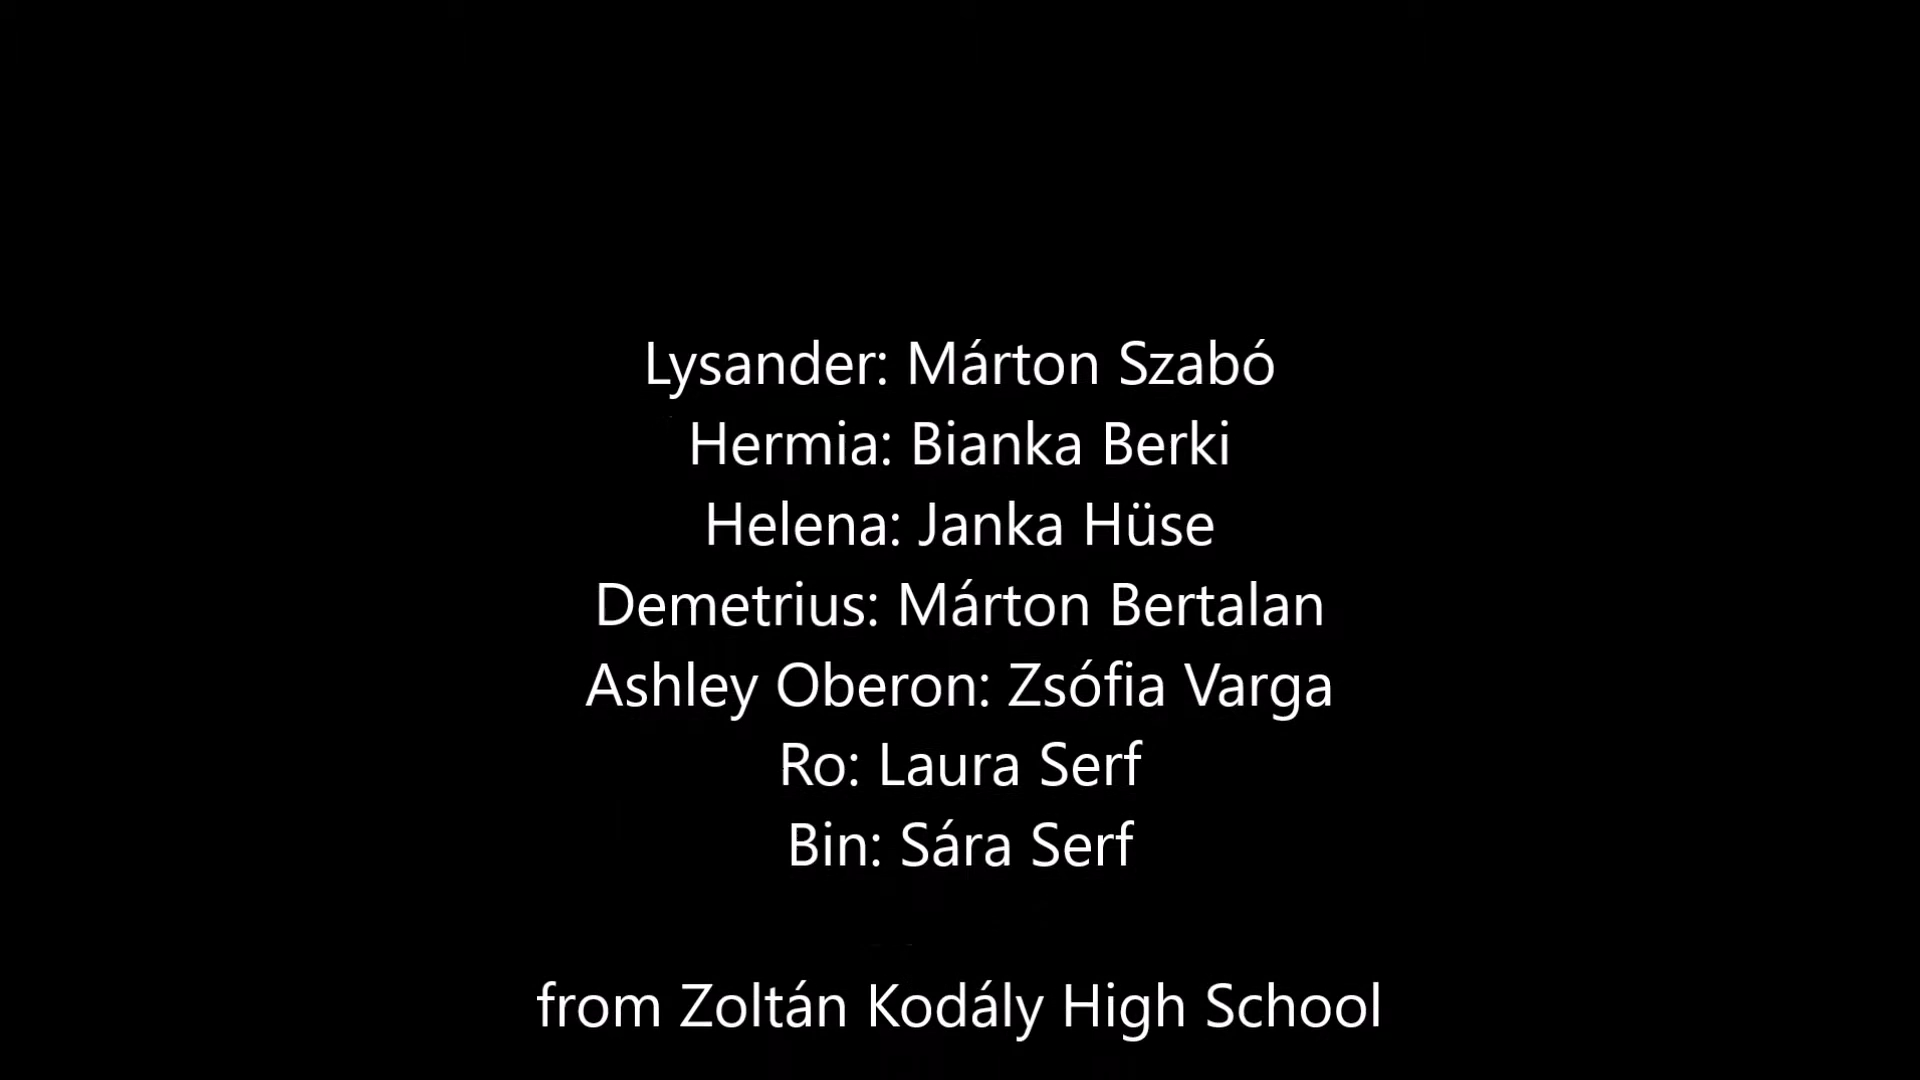 Lysander: Márton Szabó
Hermia: Bianka Berki
Helena: Janka Hüse
Demetrius: Márton Bertalan
Ashley Oberon: Zsófia Varga
Ro: Laura Serf
Bin: Sára Serf
from Zoltán Kodály High School